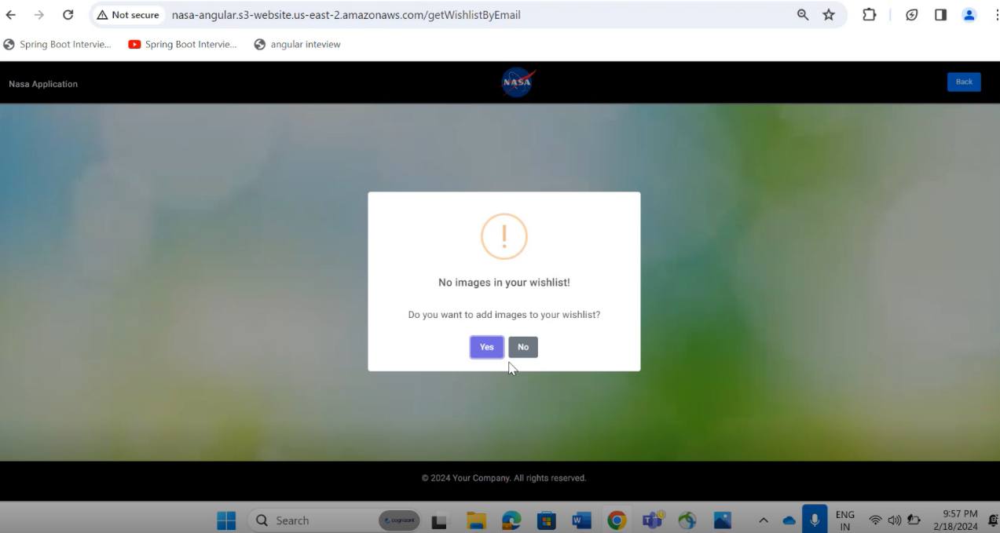 Not secure nasa-angular.s3-website.us-east-2.amazonaws.com/getWishlistByEmail
Spring Boot Intervie... Spring Boot Intervie... angular inteview
Nasa Application NASA Back
No images in your wishlist!
Do you want to add images to your wishlist?
Yes No
© 2024 Your Company. All rights reserved.
Search cognizant ENG 9:57 PM
IN 2/18/2024